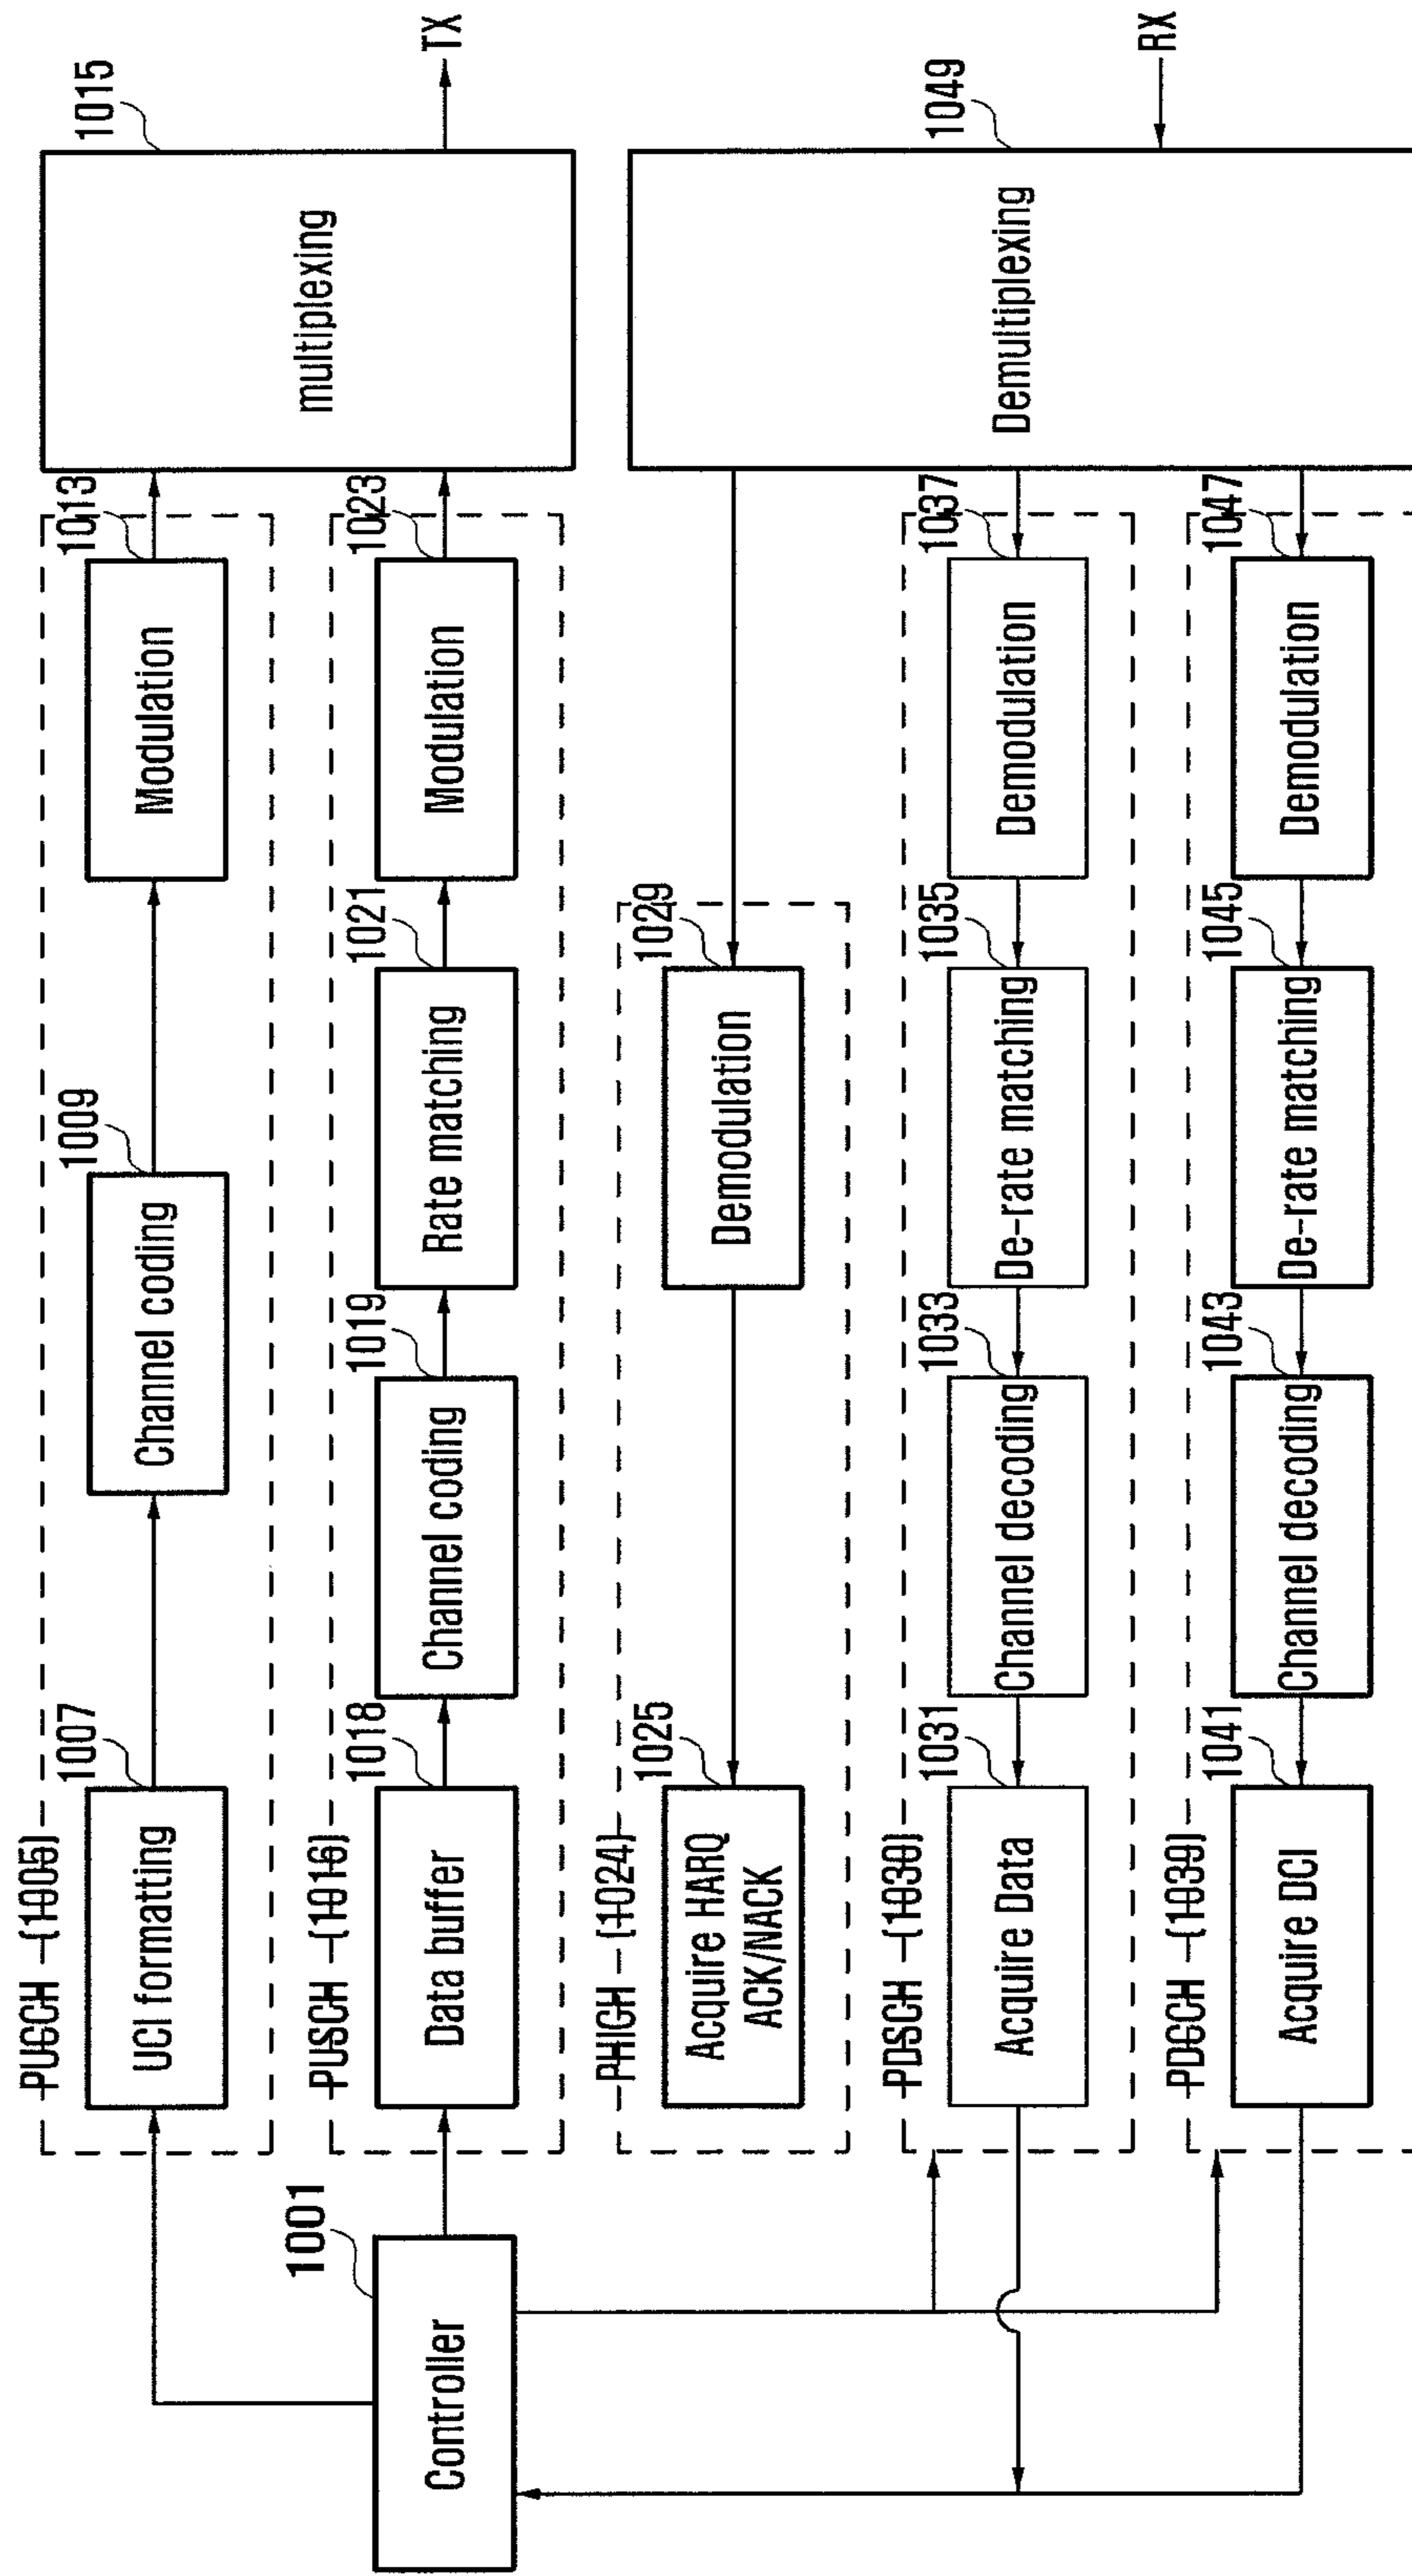 PUCCH (1005)
1007
1009
1013
1015
UCI formatting
Channel coding
Modulation
multiplexing
TX
PUSCH (1016)
1018
1019
1021
1023
1001
Controller
Data buffer
Channel coding
Rate matching
Modulation
PHICH (1024)
1025
1029
Acquire HARQ
ACK/NACK
Demodulation
1049
Demultiplexing
RX
PDSCH (1030)
1031
1033
1035
1037
Acquire Data
Channel decoding
De-rate matching
Demodulation
PDCCH (1039)
1041
1043
1045
1047
Acquire DCI
Channel decoding
De-rate matching
Demodulation